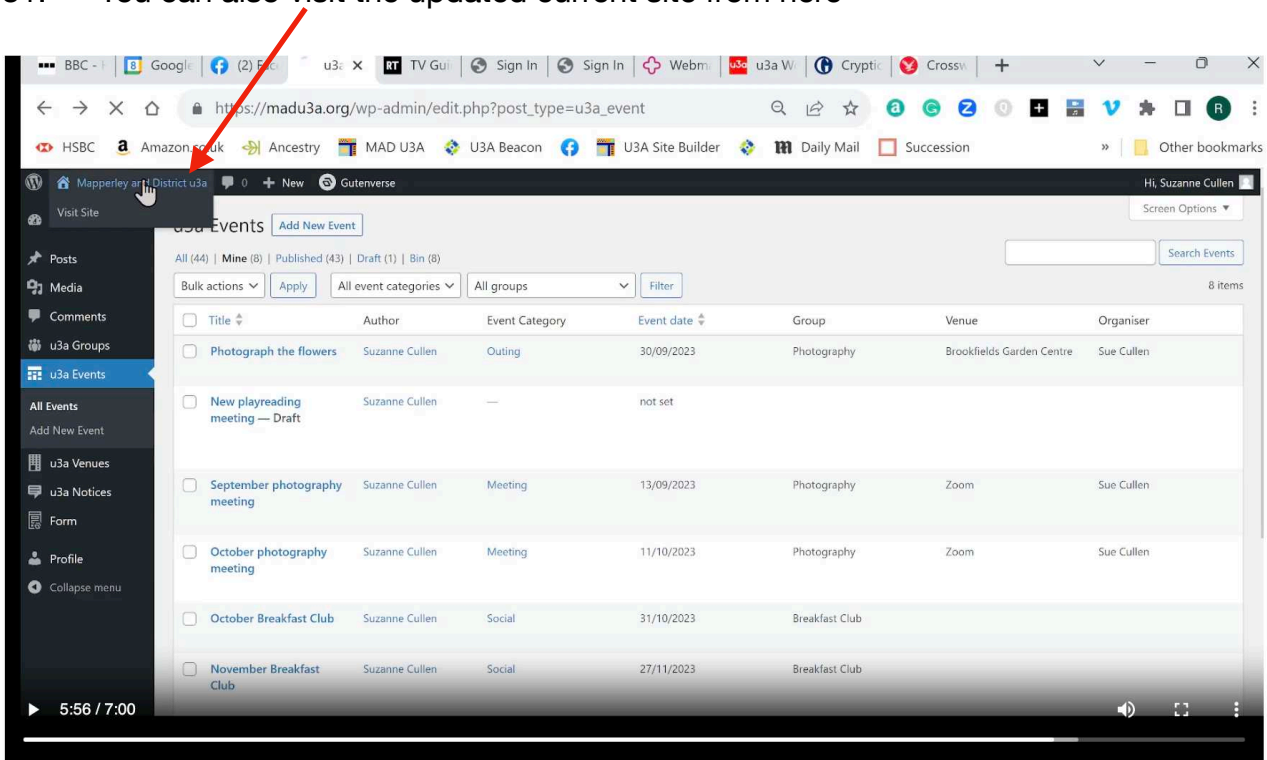 You can also visit the updated current site from here
BBC - Google (2) u3a TV Gui Sign In Sign In Webm u3a W Cryptic Crossw
https://madu3a.org/wp-admin/edit.php?post_type=u3a_event
HSBC Ancestry MAD U3A U3A Beacon U3A Site Builder Daily Mail Succession » Other bookmarks
Mapperley District u3a 0 + New Gutenverse Hi, Suzanne Cullen
Visit Site
Screen Options ▼
Events Add New Event
All (44) | Mine (8) | Published (43) | Draft (1) | Bin (8)
Search Events
Bulk actions Apply All event categories All groups Filter 8 items
Posts
Media
Comments
u3a Groups
u3a Events
All Events
Add New Event
u3a Venues
u3a Notices
Form
Profile
Collapse menu
Title Author Event Category Event date Group Venue Organiser
Photograph the flowers Suzanne Cullen Outing 30/09/2023 Photography Brookfields Garden Centre Sue Cullen
New playreading Suzanne Cullen — not set
meeting — Draft
September photography Suzanne Cullen Meeting 13/09/2023 Photography Zoom Sue Cullen
meeting
October photography Suzanne Cullen Meeting 11/10/2023 Photography Zoom Sue Cullen
meeting
October Breakfast Club Suzanne Cullen Social 31/10/2023 Breakfast Club
November Breakfast Suzanne Cullen Social 27/11/2023 Breakfast Club
Club
5:56 / 7:00